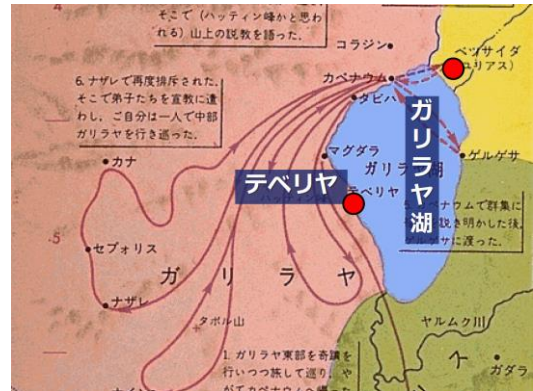 そこで（ハッティン峰かと思わ
れる）山上の説教を語った．
コラジン
ベツサイダ
ユリアス）
カペナウム
6. ナザレで再度排斥された．
そこで弟子たちを宣教に遣
わし，ご自分は一人で中部
ガリラヤを行き巡った．
タビハ
ガリラヤ湖
マグダラ
ゲルゲサ
カナ
ガリラヤ
テベリヤ
テベリヤ
5
セプォリス
ペナウムで群集に
説き明かした後，
ゲルゲサに渡った．
ガリラヤ
ナザレ
タボル山
ヤルムク川
1. ガリラヤ東部を奇蹟を
行いつつ旅して巡り，や
ガダラ